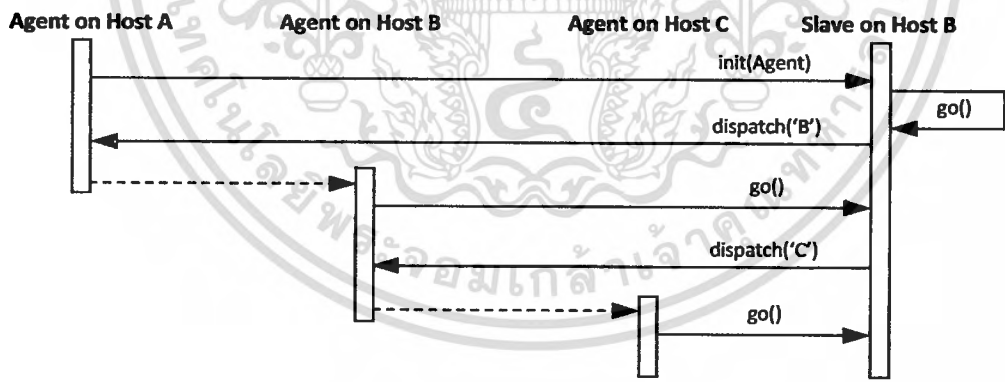 Agent on Host A Agent on Host B Agent on Host C Slave on Host B
init(Agent)
go()
dispatch('B')
go()
dispatch('C')
go()